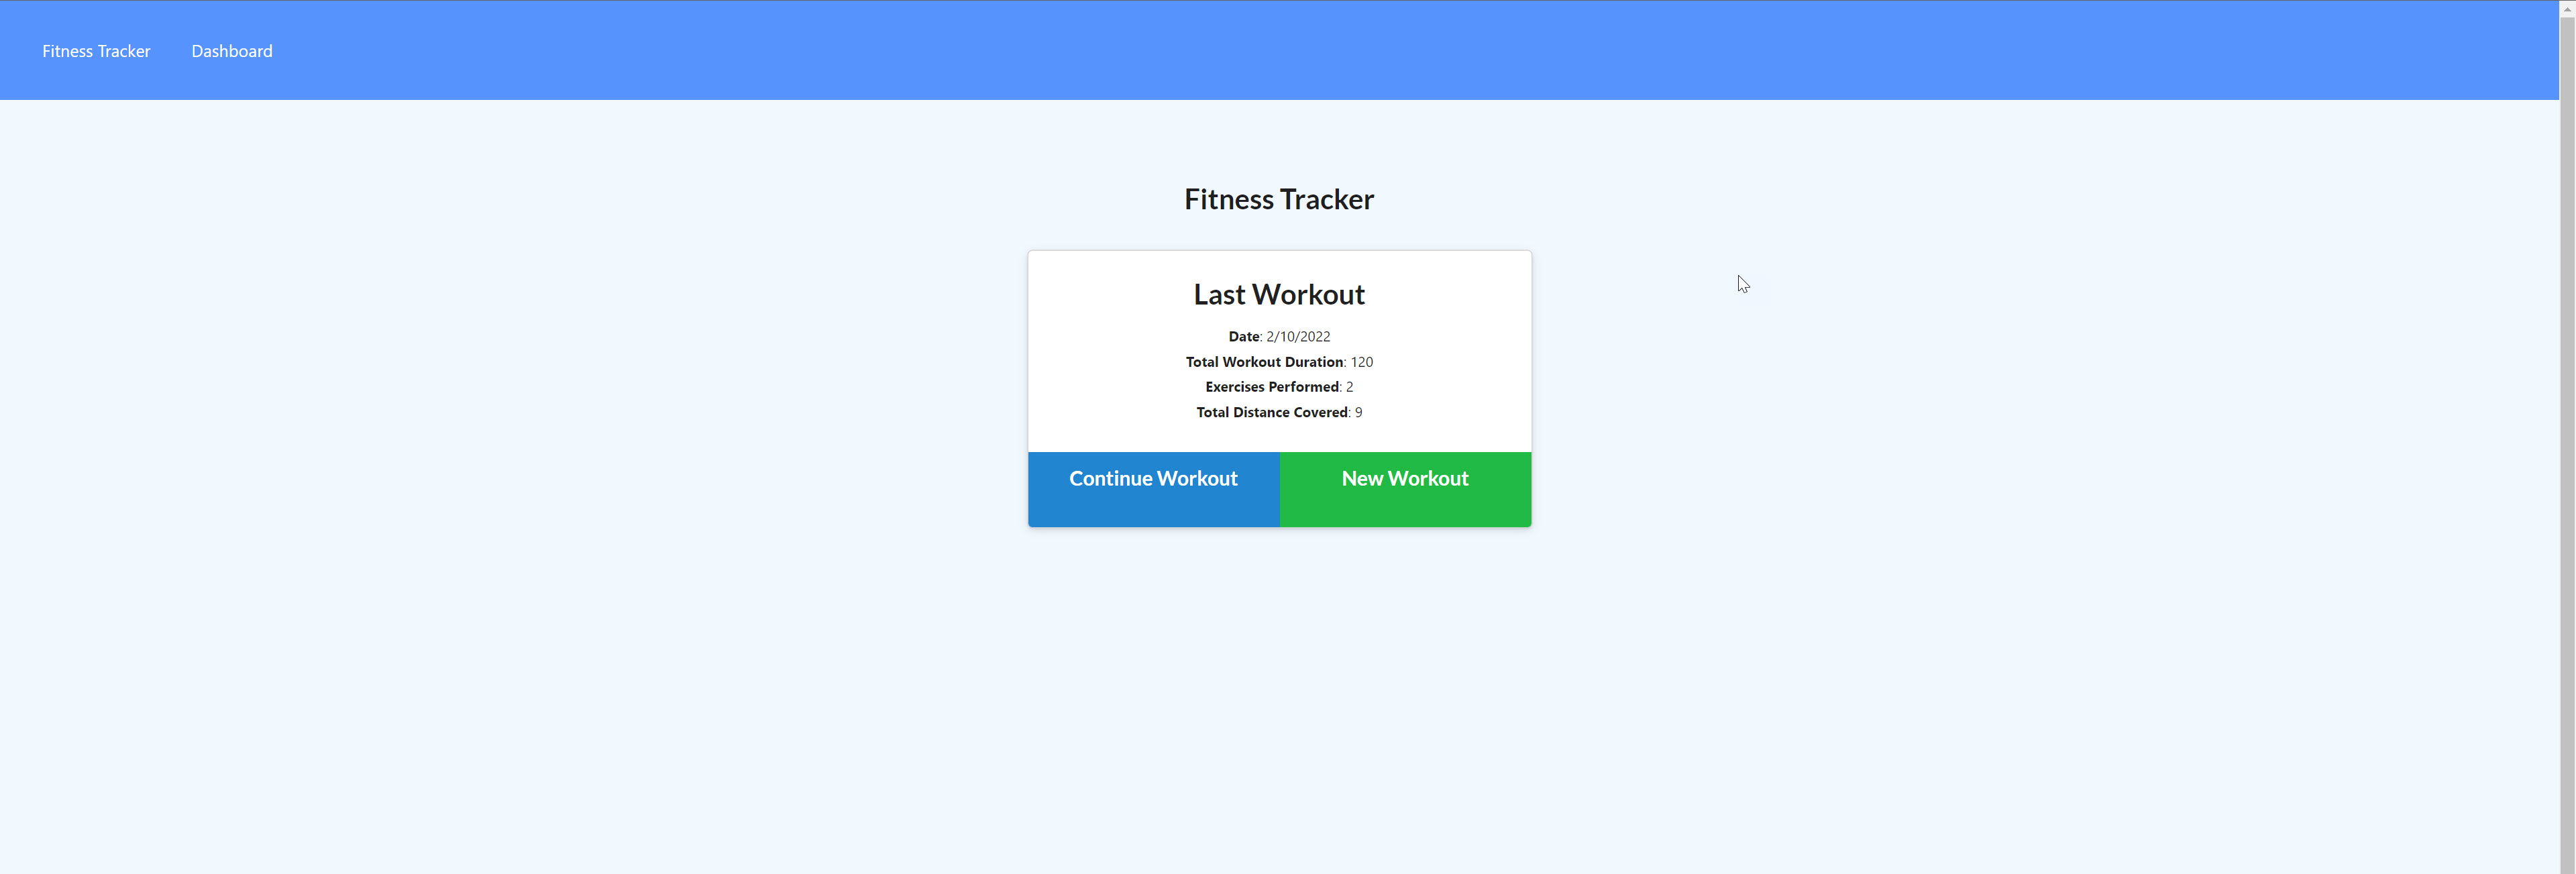 Fitness Tracker Dashboard
Fitness Tracker
Last Workout
Date: 2/10/2022
Total Workout Duration: 120
Exercises Performed: 2
Total Distance Covered: 9
Continue Workout New Workout